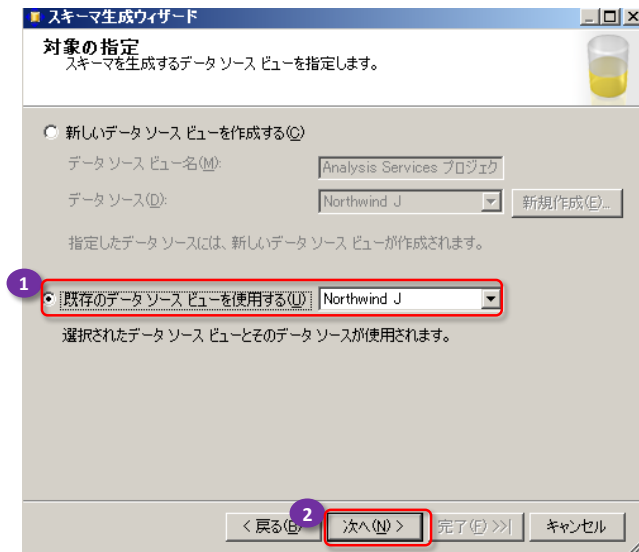 スキーマ生成ウィザード
対象の指定
スキーマを生成するデータ ソース ビューを指定します。
新しいデータ ソース ビューを作成する(C)
データ ソース ビュー名(M):
Analysis Services プロジェク
データ ソース(D):
Northwind J
新規作成(E)...
指定したデータ ソースには、新しいデータ ソース ビューが作成されます。
1
既存のデータ ソース ビューを使用する(U)
Northwind J
選択されたデータ ソース ビューとそのデータ ソースが使用されます。
2
< 戻る(B)
次へ(N) >
完了(F) >>|
キャンセル